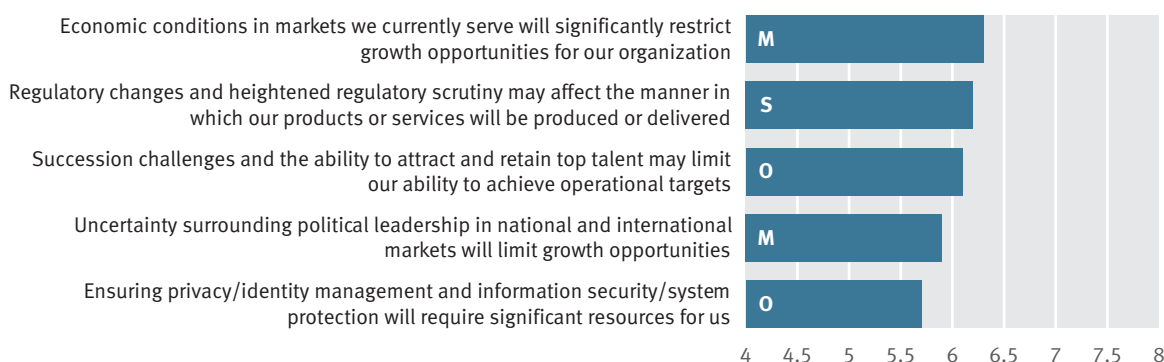 Economic conditions in markets we currently serve will significantly restrict
growth opportunities for our organization
M
Regulatory changes and heightened regulatory scrutiny may affect the manner in
which our products or services will be produced or delivered
S
Succession challenges and the ability to attract and retain top talent may limit
our ability to achieve operational targets
O
Uncertainty surrounding political leadership in national and international
markets will limit growth opportunities
M
Ensuring privacy/identity management and information security/system
protection will require significant resources for us
O
4 4.5 5 5.5 6 6.5 7 7.5 8